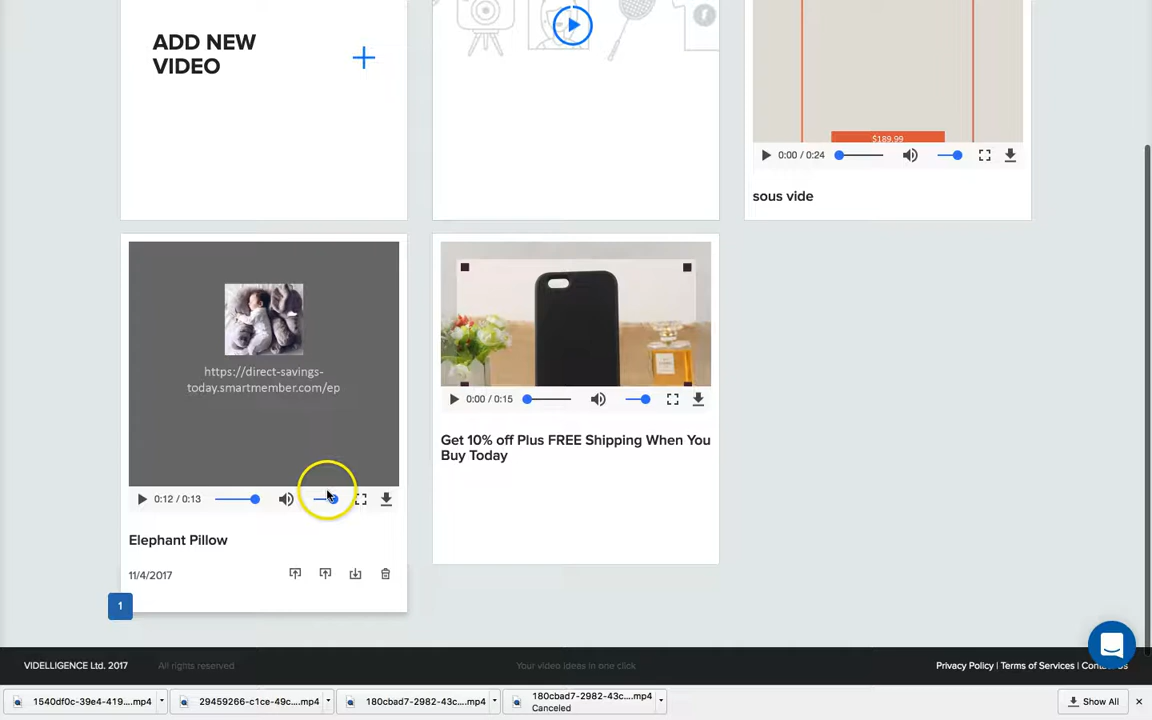 ADD NEW
VIDEO
$189.99
0:00 / 0:24
sous vide
https://direct-savings-
today.smartmember.com/ep
0:12 / 0:13
Elephant Pillow
11/4/2017
0:00 / 0:15
Get 10% off Plus FREE Shipping When You
Buy Today
1
VIDELLIGENCE Ltd. 2017
All rights reserved
Your video ideas in one click
Privacy Policy | Terms of Services |
1540df0c-39e4-419....mp4
29459266-c1ce-49c....mp4
180cbad7-2982-43c....mp4
180cbad7-2982-43c....mp4
Canceled
Show All